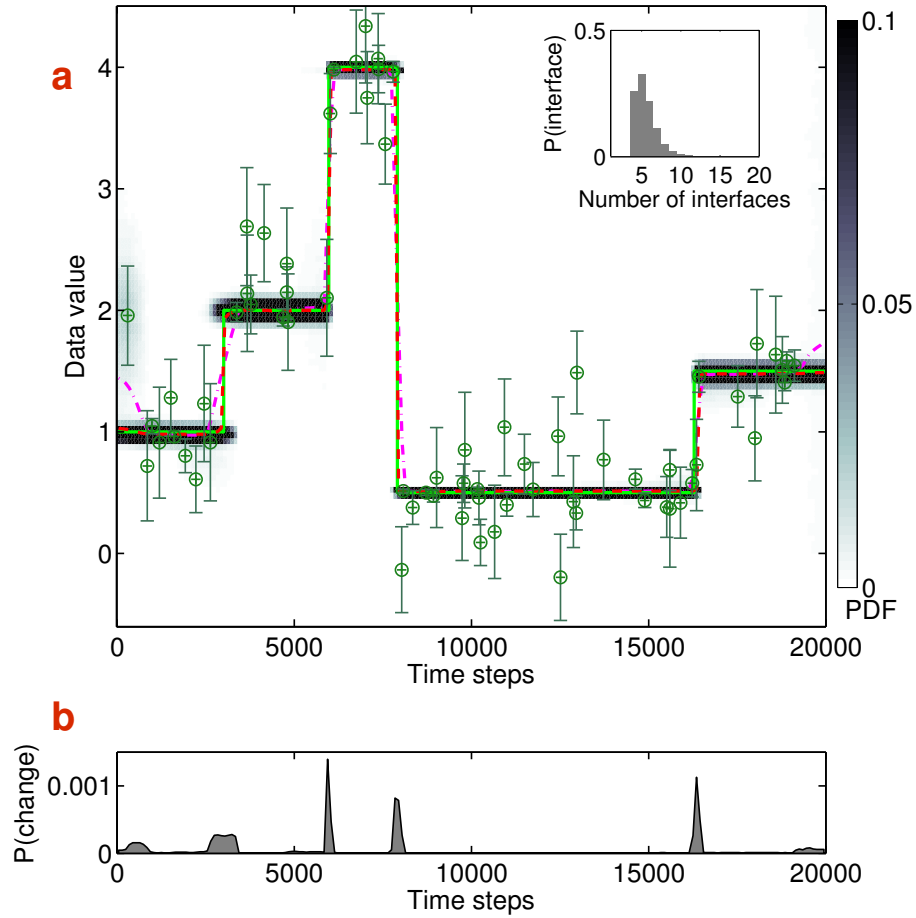 a
Data value
4
3
2
1
0
0 5000 10000 15000 20000
Time steps
P(interface)
0.5
0
5 10 15 20
Number of interfaces
0.1
0.05
0
PDF
b
P(change)
0.001
0
0 5000 10000 15000 20000
Time steps